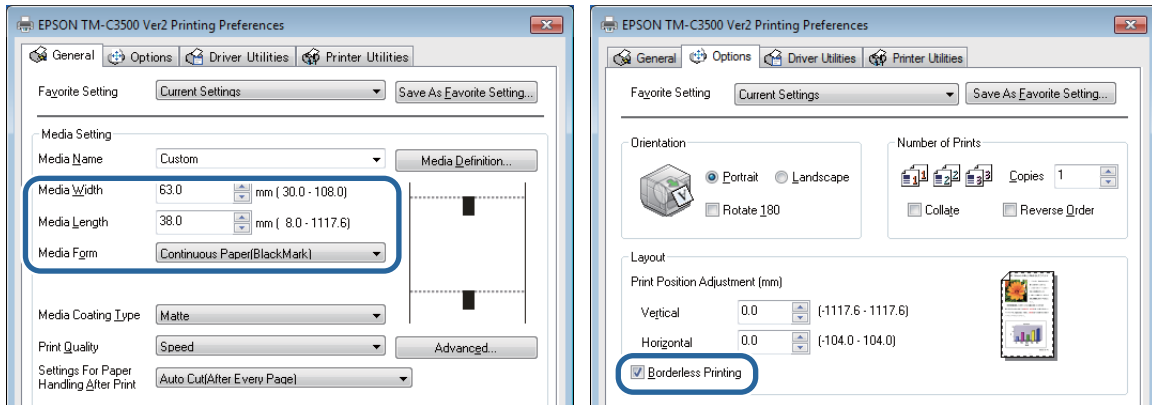 EPSON TM-C3500 Ver2 Printing Preferences
General Options Driver Utilities Printer Utilities
Favorite Setting Current Settings Save As Favorite Setting...
Media Setting
Media Name Custom Media Definition...
Media Width 63.0 mm ( 30.0 - 108.0)
Media Length 38.0 mm ( 8.0 - 1117.6)
Media Form Continuous Paper(BlackMark)
Media Coating Type Matte
Print Quality Speed Advanced...
Settings For Paper
Handling After Print Auto Cut(After Every Page)
EPSON TM-C3500 Ver2 Printing Preferences
General Options Driver Utilities Printer Utilities
Favorite Setting Current Settings Save As Favorite Setting...
Orientation
Portrait Landscape
Rotate 180
Number of Prints
1 1 2 2 3 3 Copies 1
Collate Reverse Order
Layout
Print Position Adjustment (mm)
Vertical 0.0 (-1117.6 - 1117.6)
Horizontal 0.0 (-104.0 - 104.0)
Borderless Printing